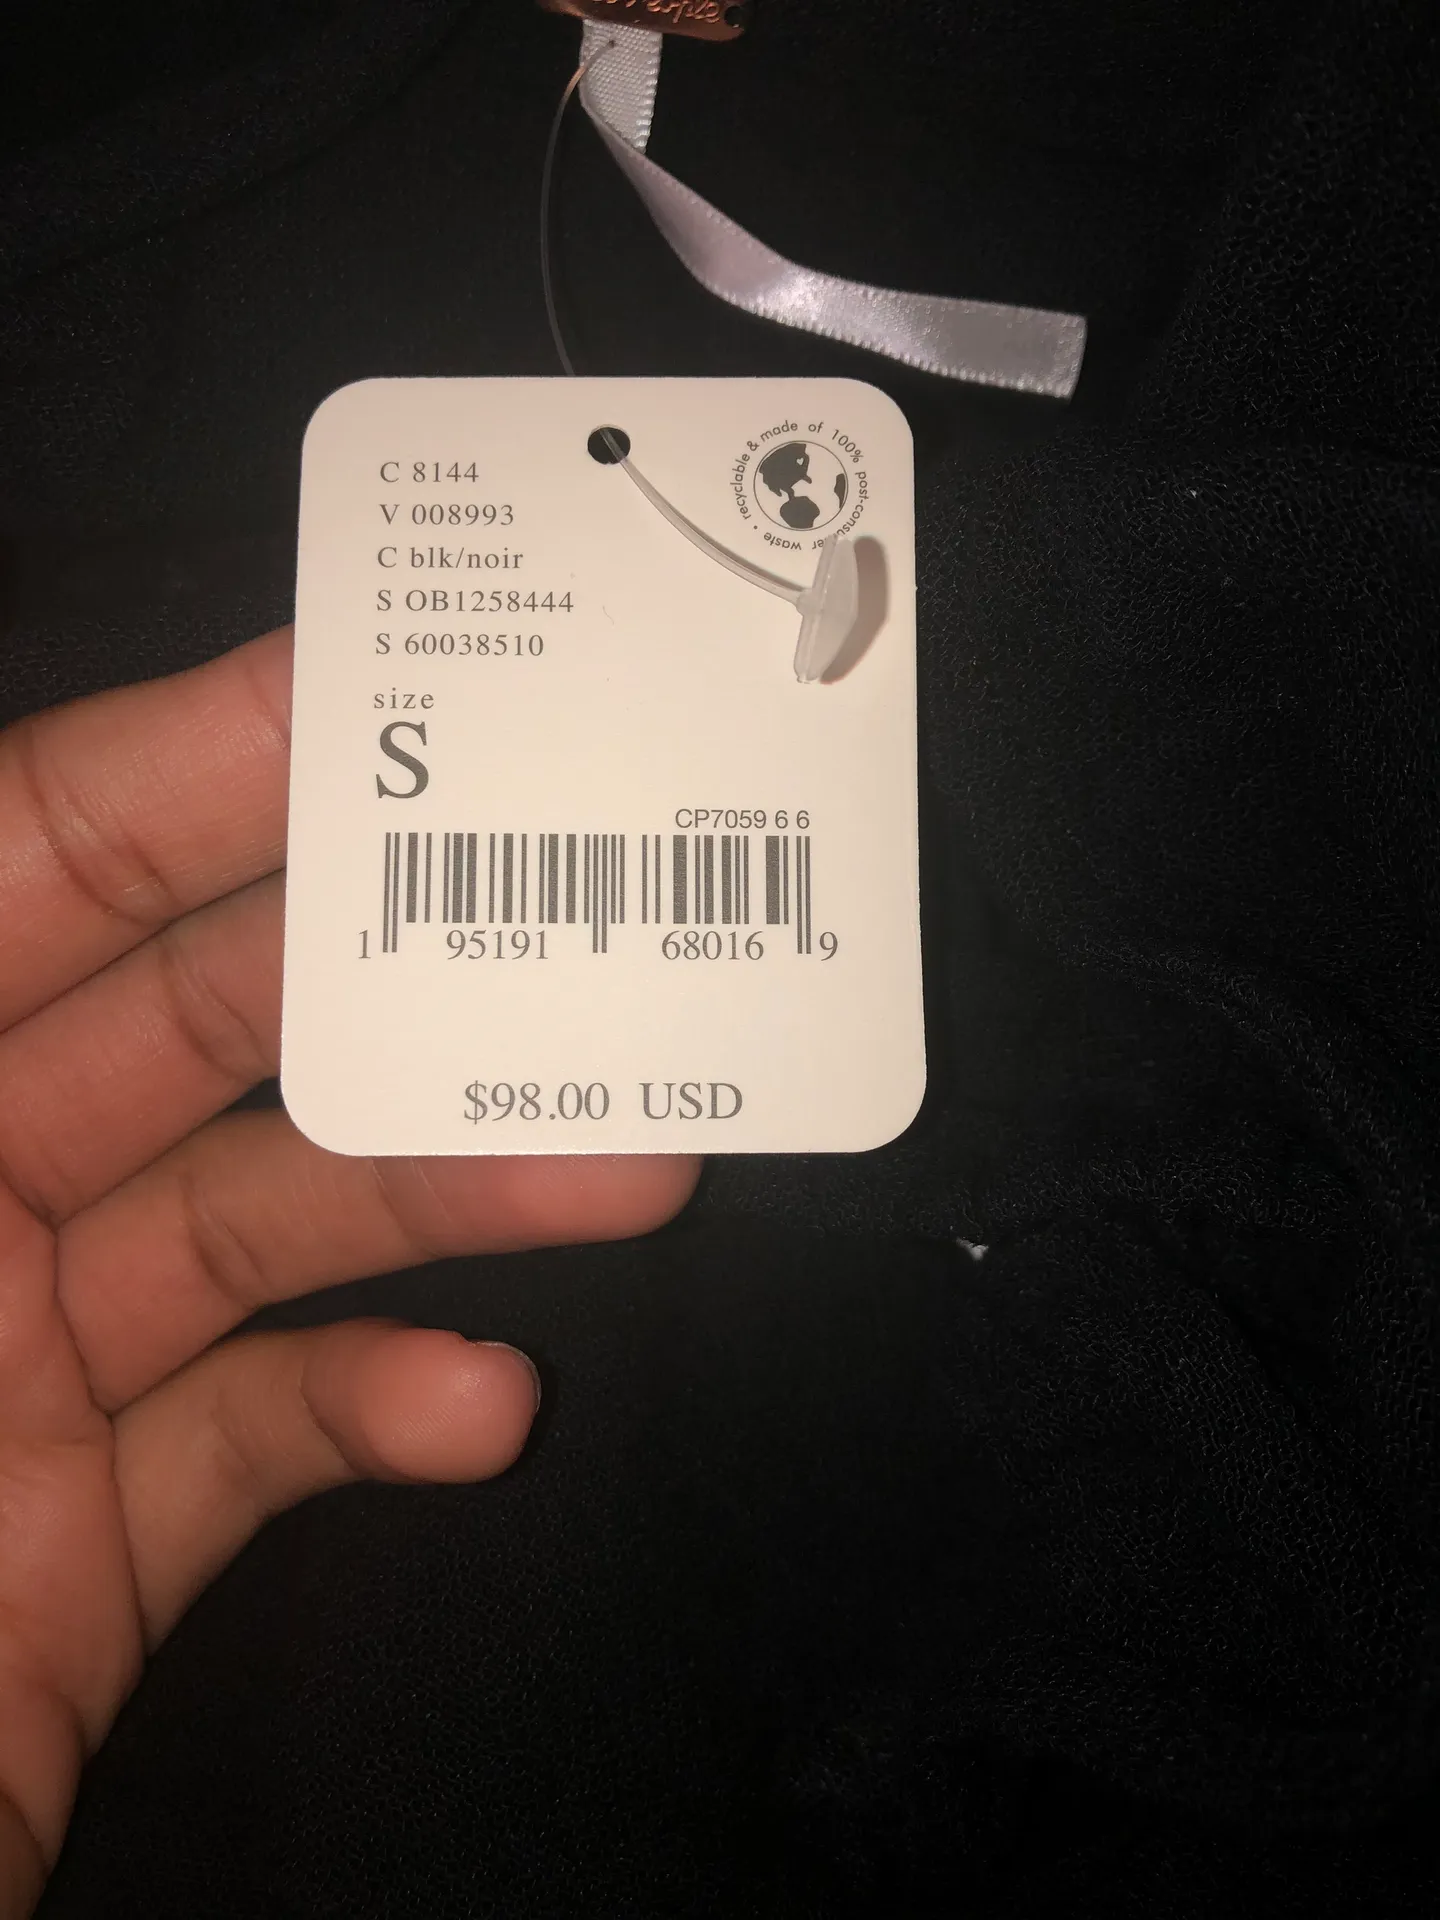 C 8144
V 008993
C blk/noir
S OB1258444
S 60038510
size
S
recyclable & made of 100% post-consumer waste •
CP7059 6 6
1 95191 68016 9
$98.00 USD